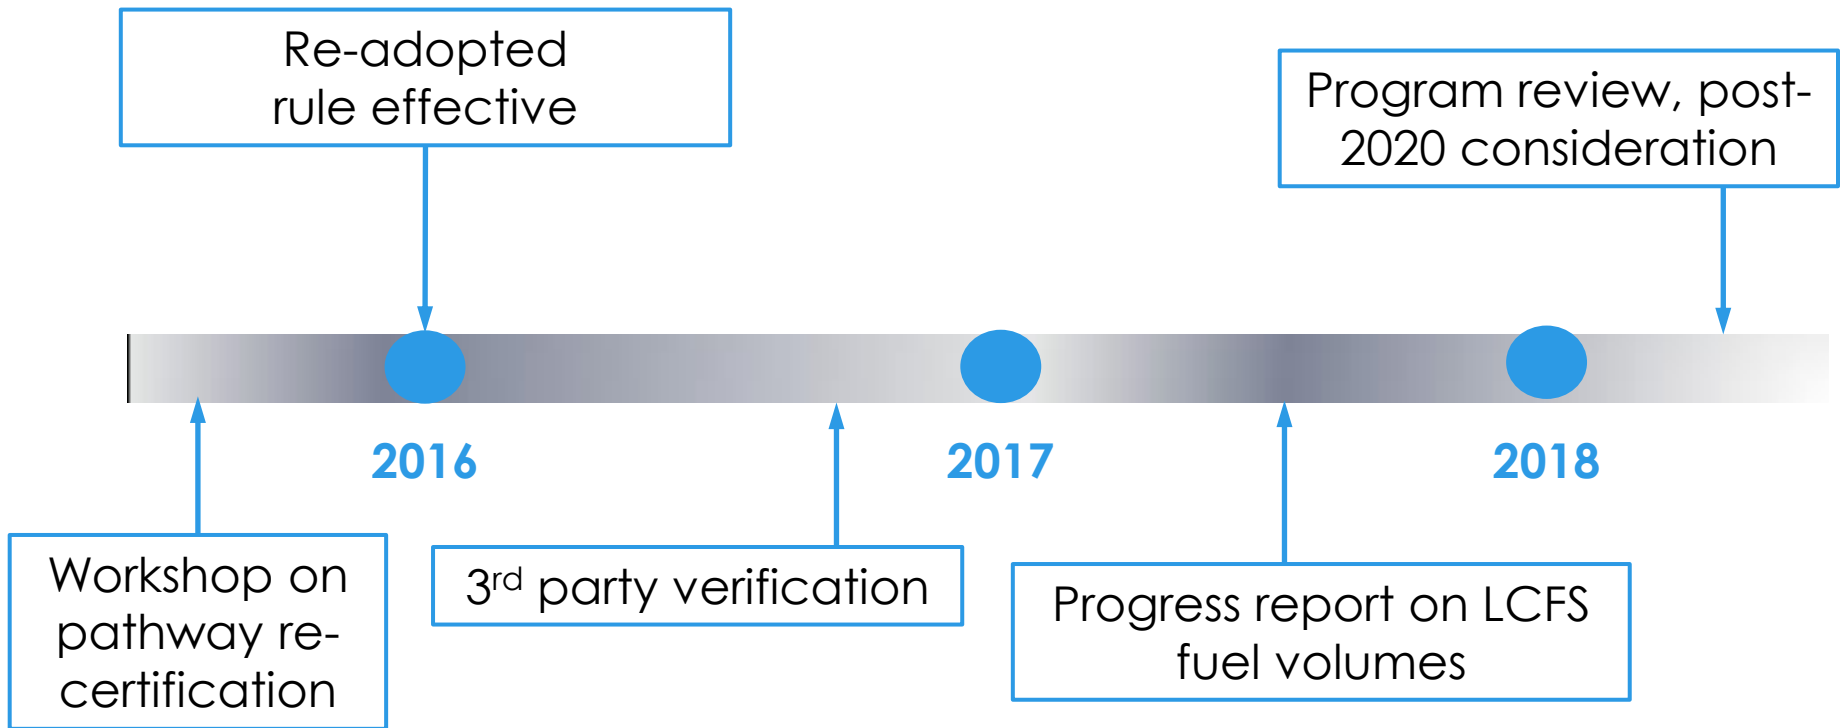 Re-adopted
rule effective
Program review, post-
2020 consideration
2016
2017
2018
Workshop on
pathway re-
certification
3rd party verification
Progress report on LCFS
fuel volumes